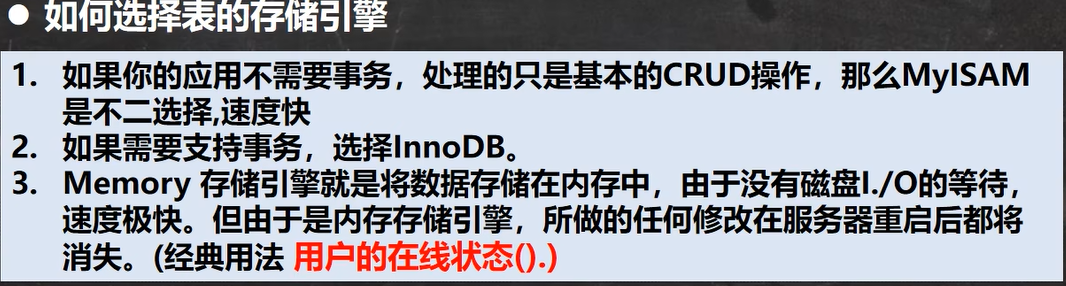 ● 如何选择表的存储引擎
1. 如果你的应用不需要事务，处理的只是基本的CRUD操作，那么MyISAM
是不二选择,速度快
2. 如果需要支持事务，选择InnoDB。
3. Memory 存储引擎就是将数据存储在内存中，由于没有磁盘I./O的等待，
速度极快。但由于是内存存储引擎，所做的任何修改在服务器重启后都将
消失。(经典用法 用户的在线状态().)